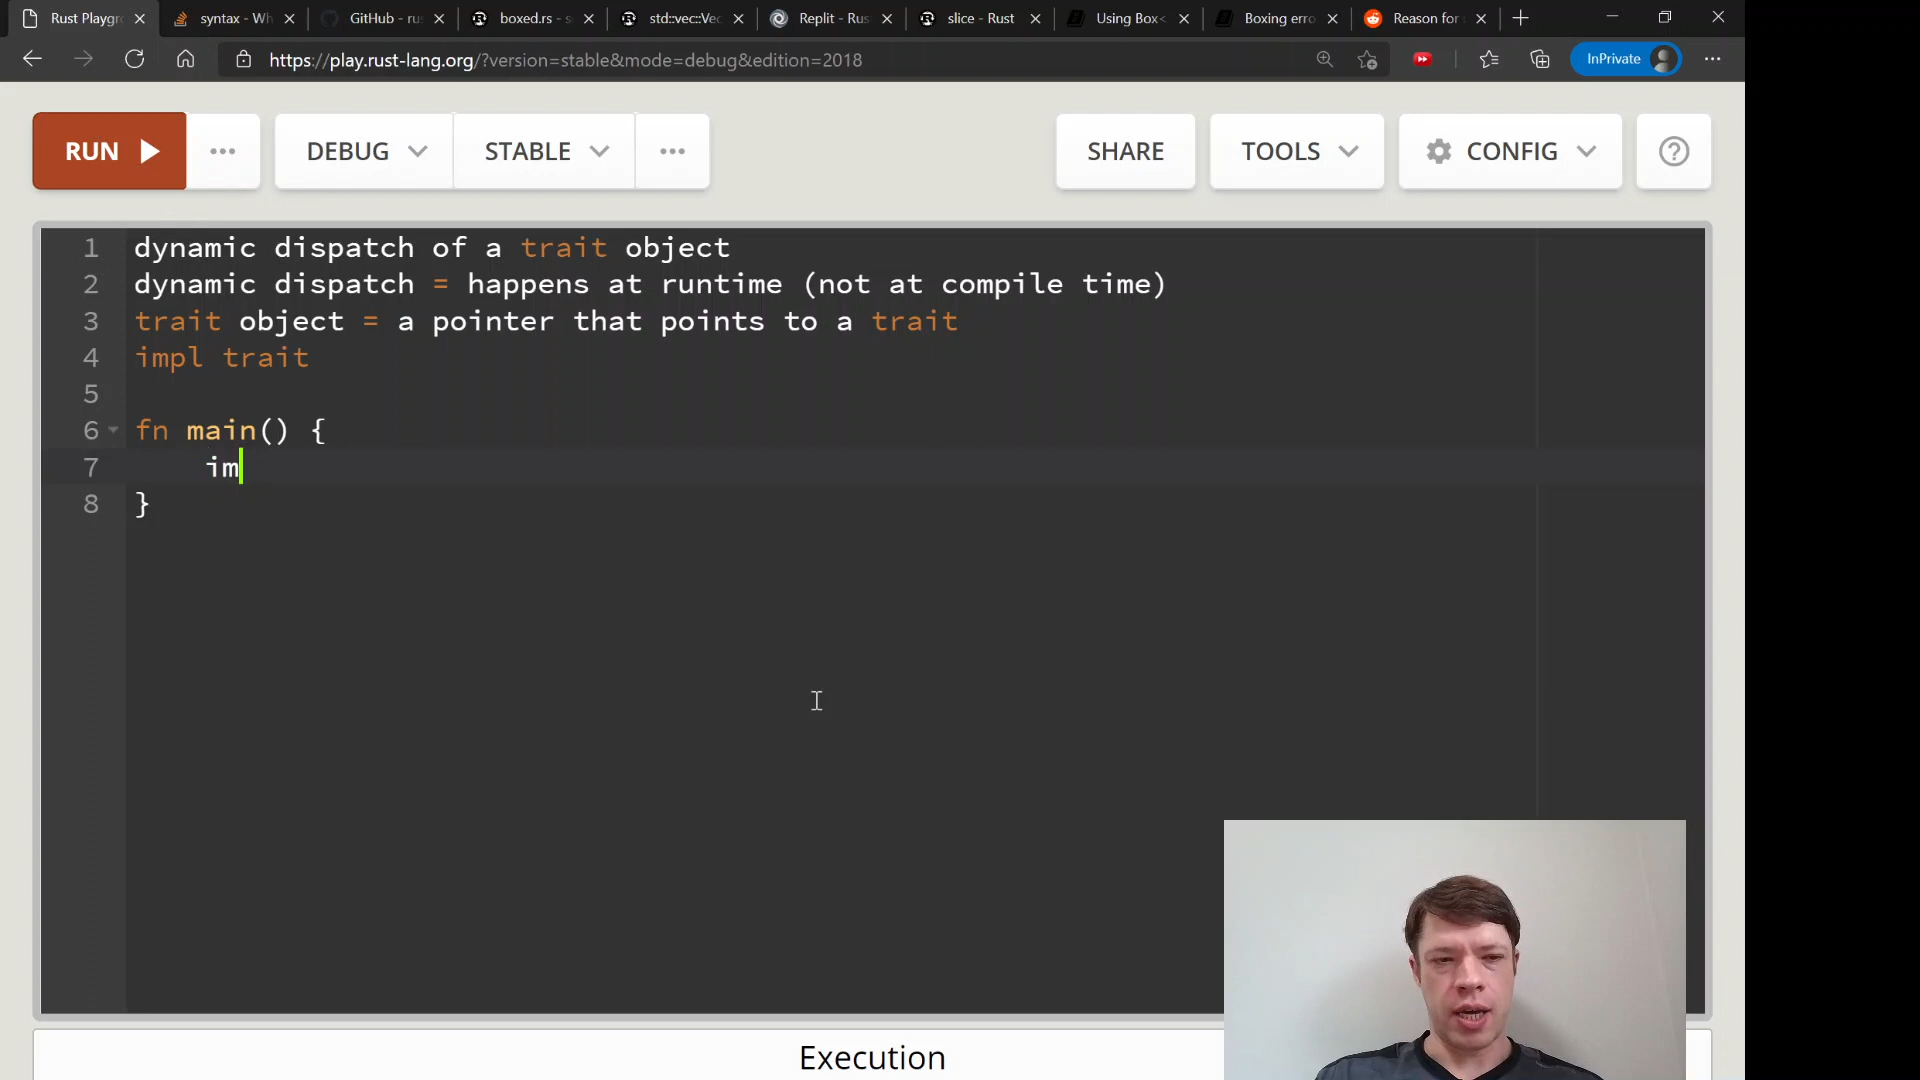 Rust Playgr
syntax - Wh
GitHub - ru
boxed.rs - s
std::vec::Vec
Replit - Rus
slice - Rust
Using Box<
Boxing erro
Reason for
https://play.rust-lang.org/?version=stable&mode=debug&edition=2018
InPrivate
RUN
DEBUG
STABLE
SHARE
TOOLS
CONFIG
1 dynamic dispatch of a trait object
2 dynamic dispatch = happens at runtime (not at compile time)
3 trait object = a pointer that points to a trait
4 impl trait
5
6 fn main() {
7 im
8 }
Execution